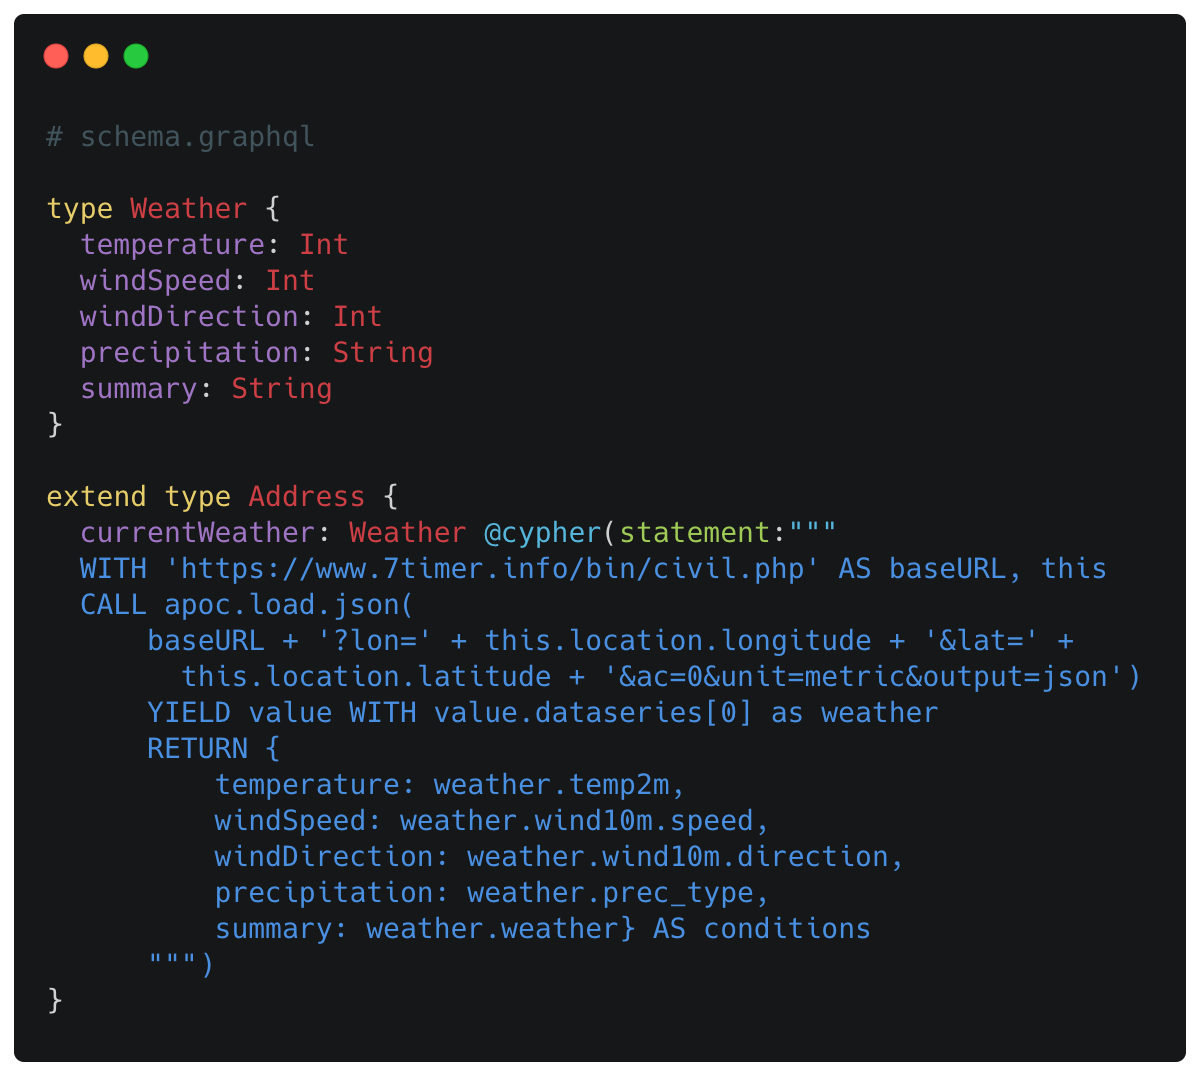 # schema.graphql

type Weather {
  temperature: Int
  windSpeed: Int
  windDirection: Int
  precipitation: String
  summary: String
}

extend type Address {
  currentWeather: Weather @cypher(statement:"""
  WITH 'https://www.7timer.info/bin/civil.php' AS baseURL, this
  CALL apoc.load.json(
      baseURL + '?lon=' + this.location.longitude + '&lat=' +
        this.location.latitude + '&ac=0&unit=metric&output=json')
      YIELD value WITH value.dataseries[0] as weather
      RETURN {
          temperature: weather.temp2m,
          windSpeed: weather.wind10m.speed,
          windDirection: weather.wind10m.direction,
          precipitation: weather.prec_type,
          summary: weather.weather} AS conditions
      """)
}